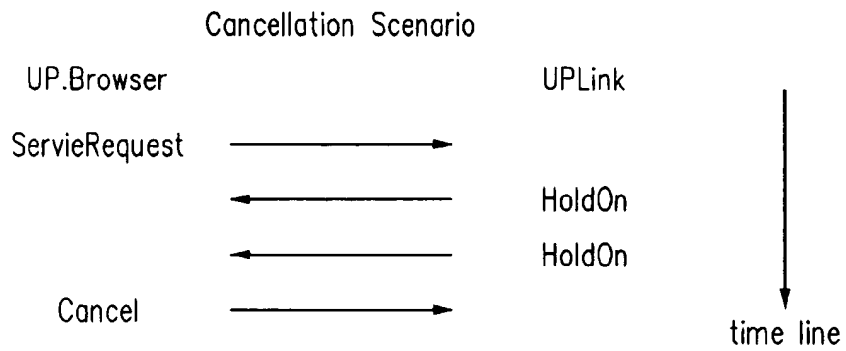 Cancellation Scenario
UP.Browser UPLink
ServieRequest
HoldOn
HoldOn
Cancel
time line